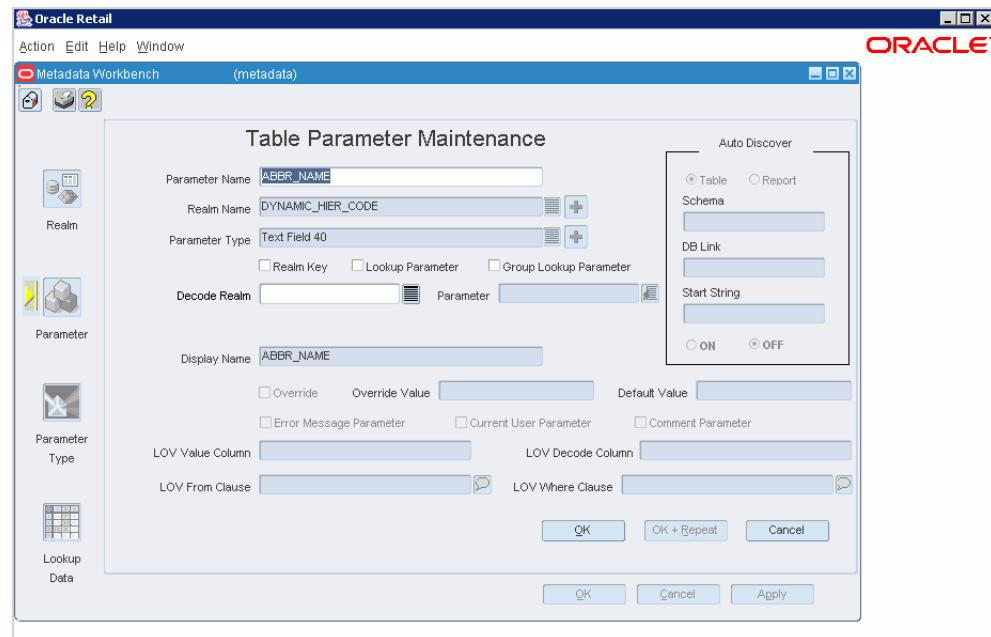 Oracle Retail
Action Edit Help Window
ORACLE
Metadata Workbench (metadata)
Table Parameter Maintenance
Auto Discover
Parameter Name ABBR_NAME
Table Report
Realm Name DYNAMIC_HIER_CODE
Schema
Realm
Parameter Type Text Field 40
DB Link
Realm Key Lookup Parameter Group Lookup Parameter
Decode Realm Parameter
Start String
Parameter
ON OFF
Display Name ABBR_NAME
Override Override Value Default Value
Error Message Parameter Current User Parameter Comment Parameter
Parameter
Type
LOV Value Column LOV Decode Column
LOV From Clause LOV Where Clause
OK OK + Repeat Cancel
Lookup
Data
OK Cancel Apply